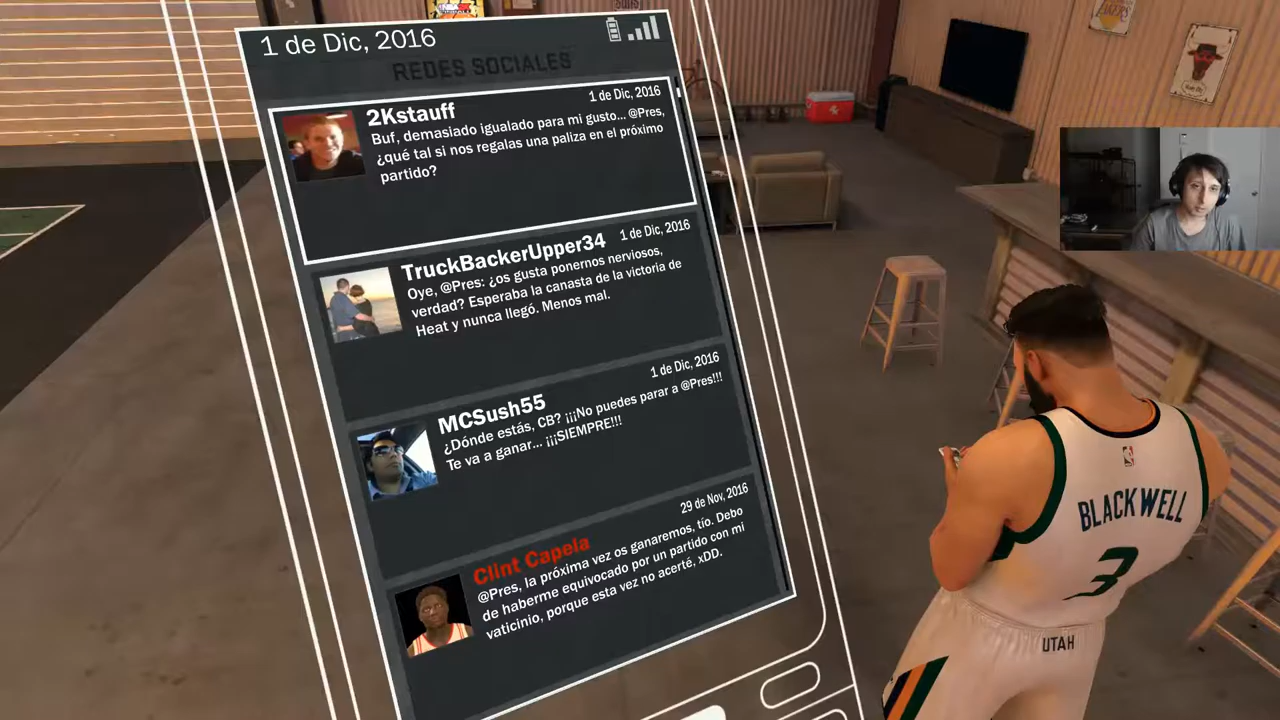 1 de Dic, 2016
REDES SOCIALES
2Kstauff
1 de Dic, 2016
Buf, demasiado igualado para mi gusto... @Pres,
¿qué tal si nos regalas una paliza en el próximo
partido?
TruckBackerUpper34
1 de Dic, 2016
Oye, @Pres: ¿os gusta ponernos nerviosos,
verdad? Esperaba la canasta de la victoria de
Heat y nunca llegó. Menos mal.
MCSush55
1 de Dic, 2016
¿Dónde estás, CB? ¡¡¡No puedes parar a @Pres!!!
Te va a ganar... ¡¡¡SIEMPRE!!!
Clint Capela
29 de Nov, 2016
@Pres, la próxima vez os ganaremos, tío. Debo
de haberme equivocado por un partido con mi
vaticinio, porque esta vez no acerté, xDD.
LAKERS
BLACKWELL
3
UTAH